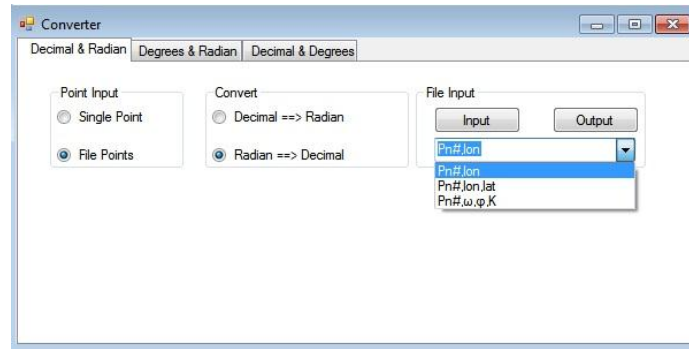 Converter
Decimal & Radian
Degrees & Radian
Decimal & Degrees
Point Input
Single Point
File Points
Convert
Decimal ==> Radian
Radian ==> Decimal
File Input
Input
Output
Pn#,lon
Pn#,lon
Pn#,lon,lat
Pn#,ω,φ,K